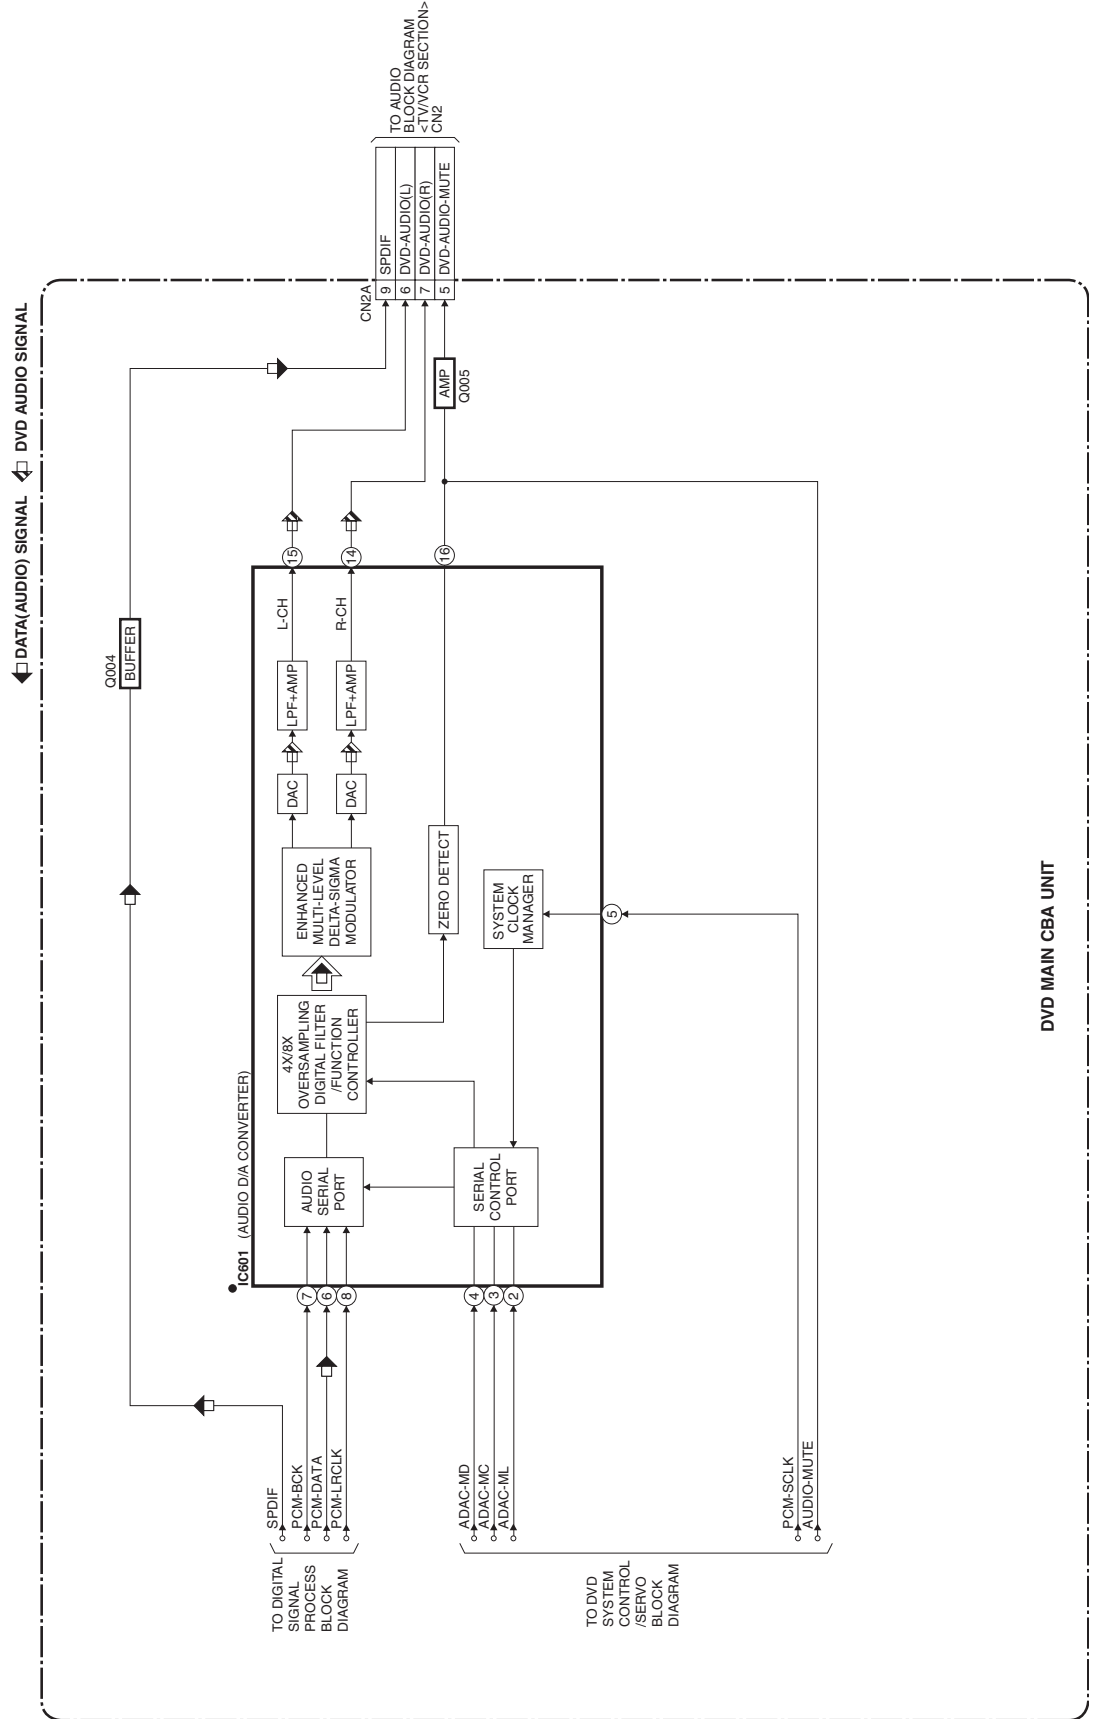 DATA(AUDIO) SIGNAL
DVD AUDIO SIGNAL
Q004
BUFFER
IC601
(AUDIO D/A CONVERTER)
TO DIGITAL
SIGNAL
PROCESS
BLOCK
DIAGRAM
SPDIF
PCM-BCK
PCM-DATA
PCM-LRCLK
7
6
8
AUDIO
SERIAL
PORT
4X/8X
OVERSAMPLING
DIGITAL FILTER
/FUNCTION
CONTROLLER
ENHANCED
MULTI-LEVEL
DELTA-SIGMA
MODULATOR
DAC
DAC
LPF+AMP
LPF+AMP
L-CH
R-CH
15
14
16
TO DVD
SYSTEM
CONTROL
/SERVO
BLOCK
DIAGRAM
ADAC-MD
ADAC-MC
ADAC-ML
4
3
2
SERIAL
CONTROL
PORT
SYSTEM
CLOCK
MANAGER
ZERO DETECT
5
PCM-SCLK
AUDIO-MUTE
AMP
Q005
CN2A
9 SPDIF
6 DVD-AUDIO(L)
7 DVD-AUDIO(R)
5 DVD-AUDIO-MUTE
TO AUDIO
BLOCK DIAGRAM
<TV/VCR SECTION>
CN2
DVD MAIN CBA UNIT